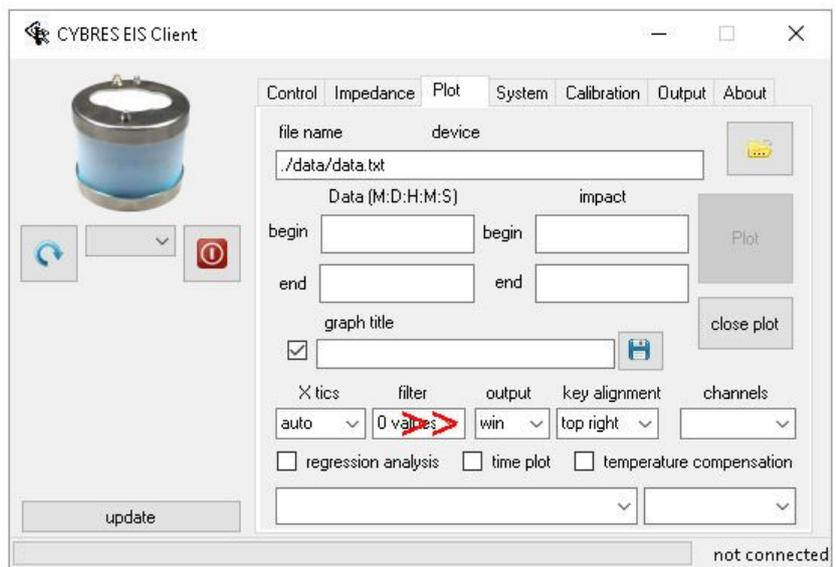 CYBRES EIS Client
Control Impedance Plot System Calibration Output About
file name device
./data/data.txt
Data (M:D:H:M:S) impact
begin begin Plot
end end
graph title close plot
X tics filter output key alignment channels
auto 0 values win top right
regression analysis time plot temperature compensation
update
not connected